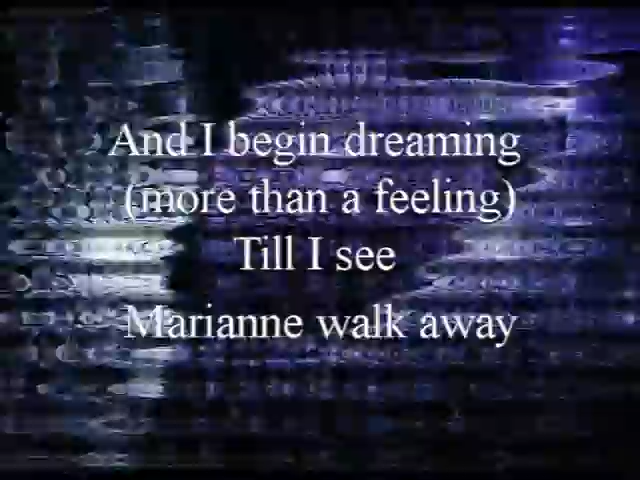 And I begin dreaming
(more than a feeling)
Till I see
Marianne walk away